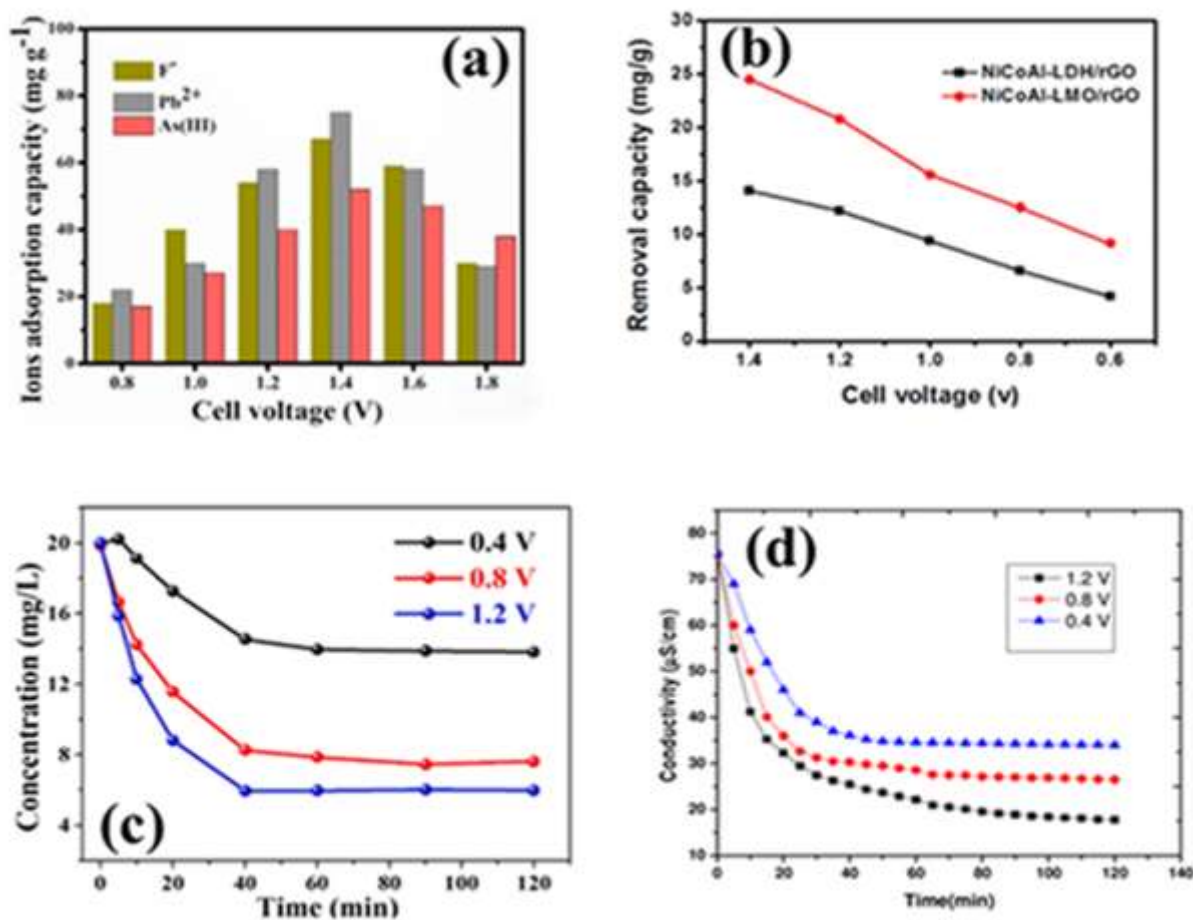 (a)
Ions adsorption capacity (mg g⁻¹)
100
80
60
40
20
0
F⁻
Pb²⁺
As(III)
0.8 1.0 1.2 1.4 1.6 1.8
Cell voltage (V)
(b)
Removal capacity (mg/g)
30
25
20
15
10
5
0
NiCoAl-LDH/rGO
NiCoAl-LMO/rGO
1.4 1.2 1.0 0.8 0.6
Cell voltage (v)
(c)
Concentration (mg/L)
20
16
12
8
4
0.4 V
0.8 V
1.2 V
0 20 40 60 80 100 120
Time (min)
(d)
Conductivity (µS/cm)
80
70
60
50
40
30
20
10
1.2 V
0.8 V
0.4 V
0 20 40 60 80 100 120
Time(min)